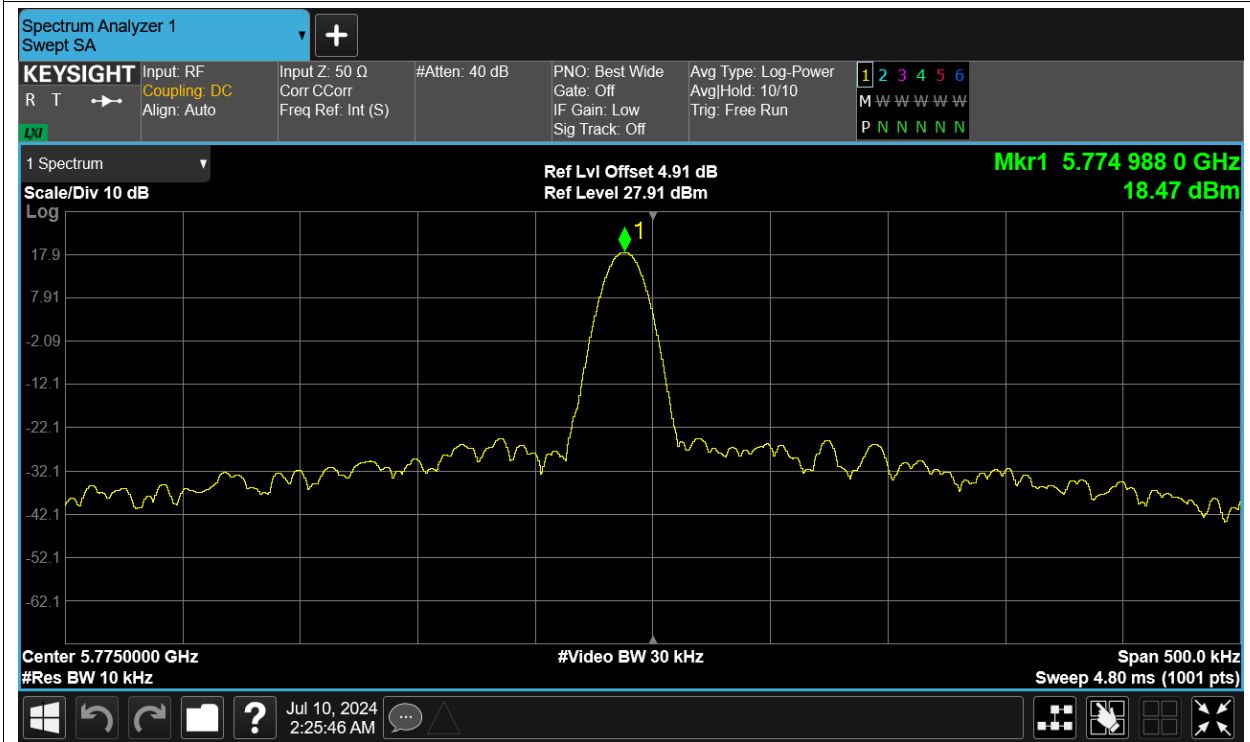 Spectrum Analyzer 1
Swept SA
KEYSIGHT
R T
LXI
Input: RF
Coupling: DC
Align: Auto
Input Z: 50 Ω
Corr CCorr
Freq Ref: Int (S)
#Atten: 40 dB
PNO: Best Wide
Gate: Off
IF Gain: Low
Sig Track: Off
Avg Type: Log-Power
Avg|Hold: 10/10
Trig: Free Run
1 2 3 4 5 6
M W W W W W
P N N N N N
1 Spectrum
Scale/Div 10 dB
Log
Ref Lvl Offset 4.91 dB
Ref Level 27.91 dBm
Mkr1 5.774 988 0 GHz
18.47 dBm
1
17.9
7.91
-2.09
-12.1
-22.1
-32.1
-42.1
-52.1
-62.1
Center 5.7750000 GHz
#Res BW 10 kHz
#Video BW 30 kHz
Span 500.0 kHz
Sweep 4.80 ms (1001 pts)
?
Jul 10, 2024
2:25:46 AM